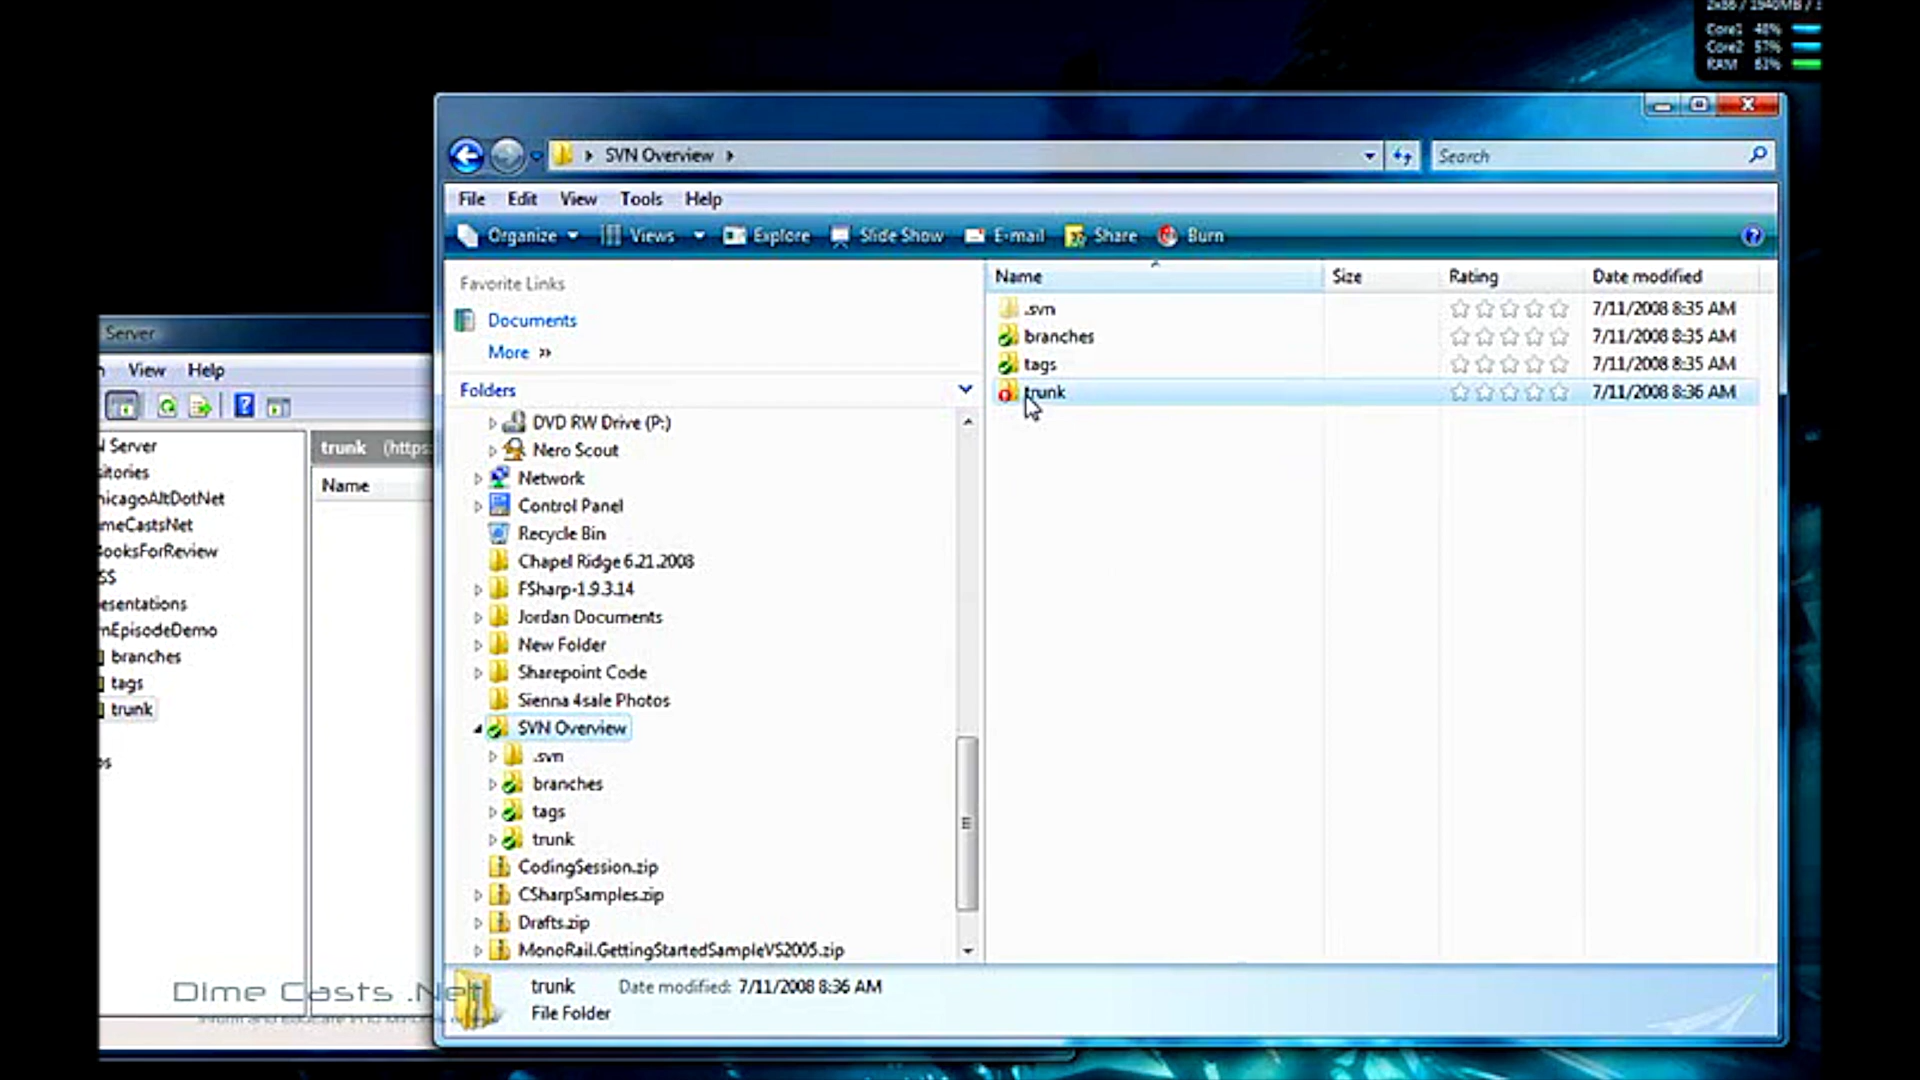 Core1 48%
Core2 57%
RAM 63%
SVN Overview
Search
File Edit View Tools Help
Organize Views Explore Slide Show E-mail Share Burn
Favorite Links
Documents
More »
Folders
DVD RW Drive (P:)
Nero Scout
Network
Control Panel
Recycle Bin
Chapel Ridge 6.21.2008
FSharp-1.9.3.14
Jordan Documents
New Folder
Sharepoint Code
Sienna 4sale Photos
SVN Overview
.svn
branches
tags
trunk
CodingSession.zip
CSharpSamples.zip
Drafts.zip
MonoRail.GettingStartedSampleVS2005.zip
Name Size Rating Date modified
.svn 7/11/2008 8:35 AM
branches 7/11/2008 8:35 AM
tags 7/11/2008 8:35 AM
trunk 7/11/2008 8:36 AM
trunk Date modified: 7/11/2008 8:36 AM
File Folder
Server
View Help
Server
itories
hicagoAltDotNet
meCastsNet
BooksForReview
SS
esentations
nEpisodeDemo
branches
tags
trunk
trunk (https:
Name
Dime Casts .Net